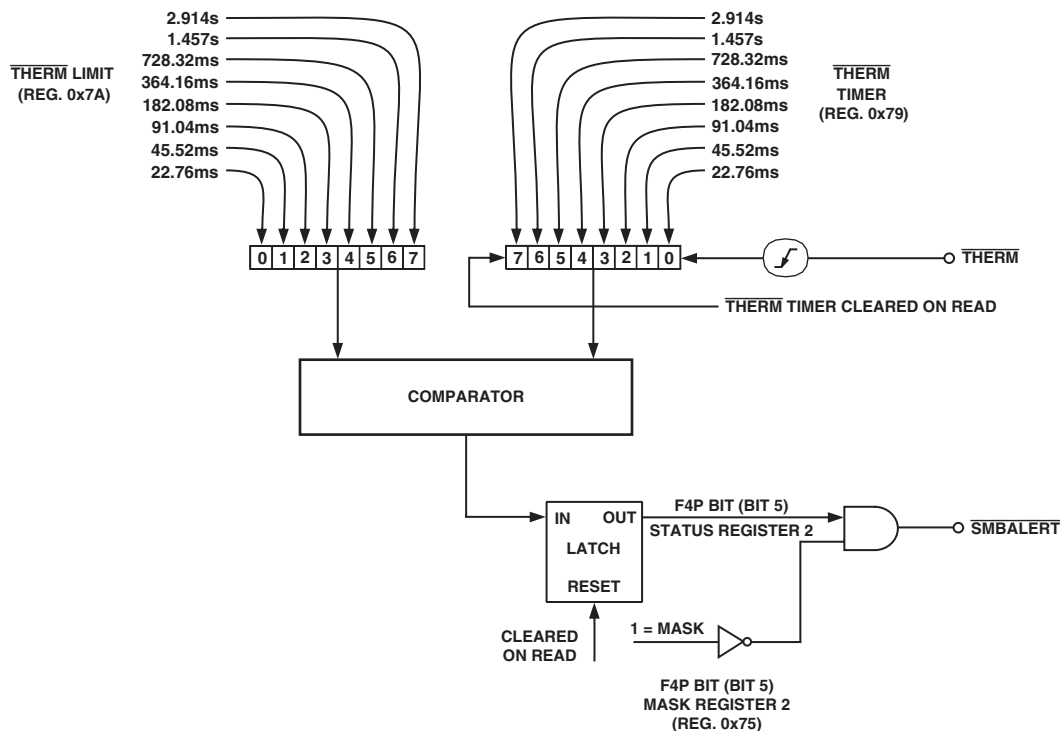 2.914s
1.457s
728.32ms
364.16ms
182.08ms
91.04ms
45.52ms
22.76ms
THERM LIMIT
(REG. 0x7A)
2.914s
1.457s
728.32ms
364.16ms
182.08ms
91.04ms
45.52ms
22.76ms
THERM
TIMER
(REG. 0x79)
0 1 2 3 4 5 6 7
7 6 5 4 3 2 1 0
THERM
THERM TIMER CLEARED ON READ
COMPARATOR
IN OUT
LATCH
RESET
F4P BIT (BIT 5)
STATUS REGISTER 2
SMBALERT
CLEARED
ON READ
1 = MASK
F4P BIT (BIT 5)
MASK REGISTER 2
(REG. 0x75)